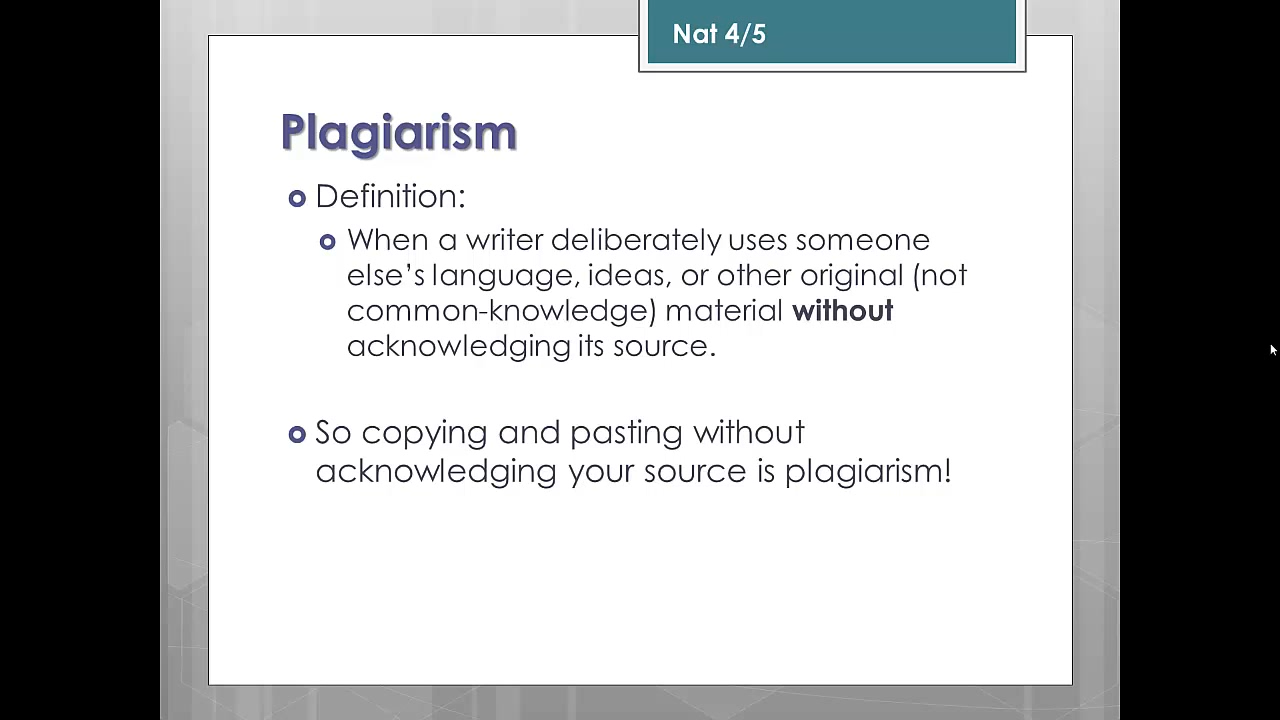 Nat 4/5
Plagiarism
Definition:
When a writer deliberately uses someone
else’s language, ideas, or other original (not
common-knowledge) material without
acknowledging its source.
So copying and pasting without
acknowledging your source is plagiarism!